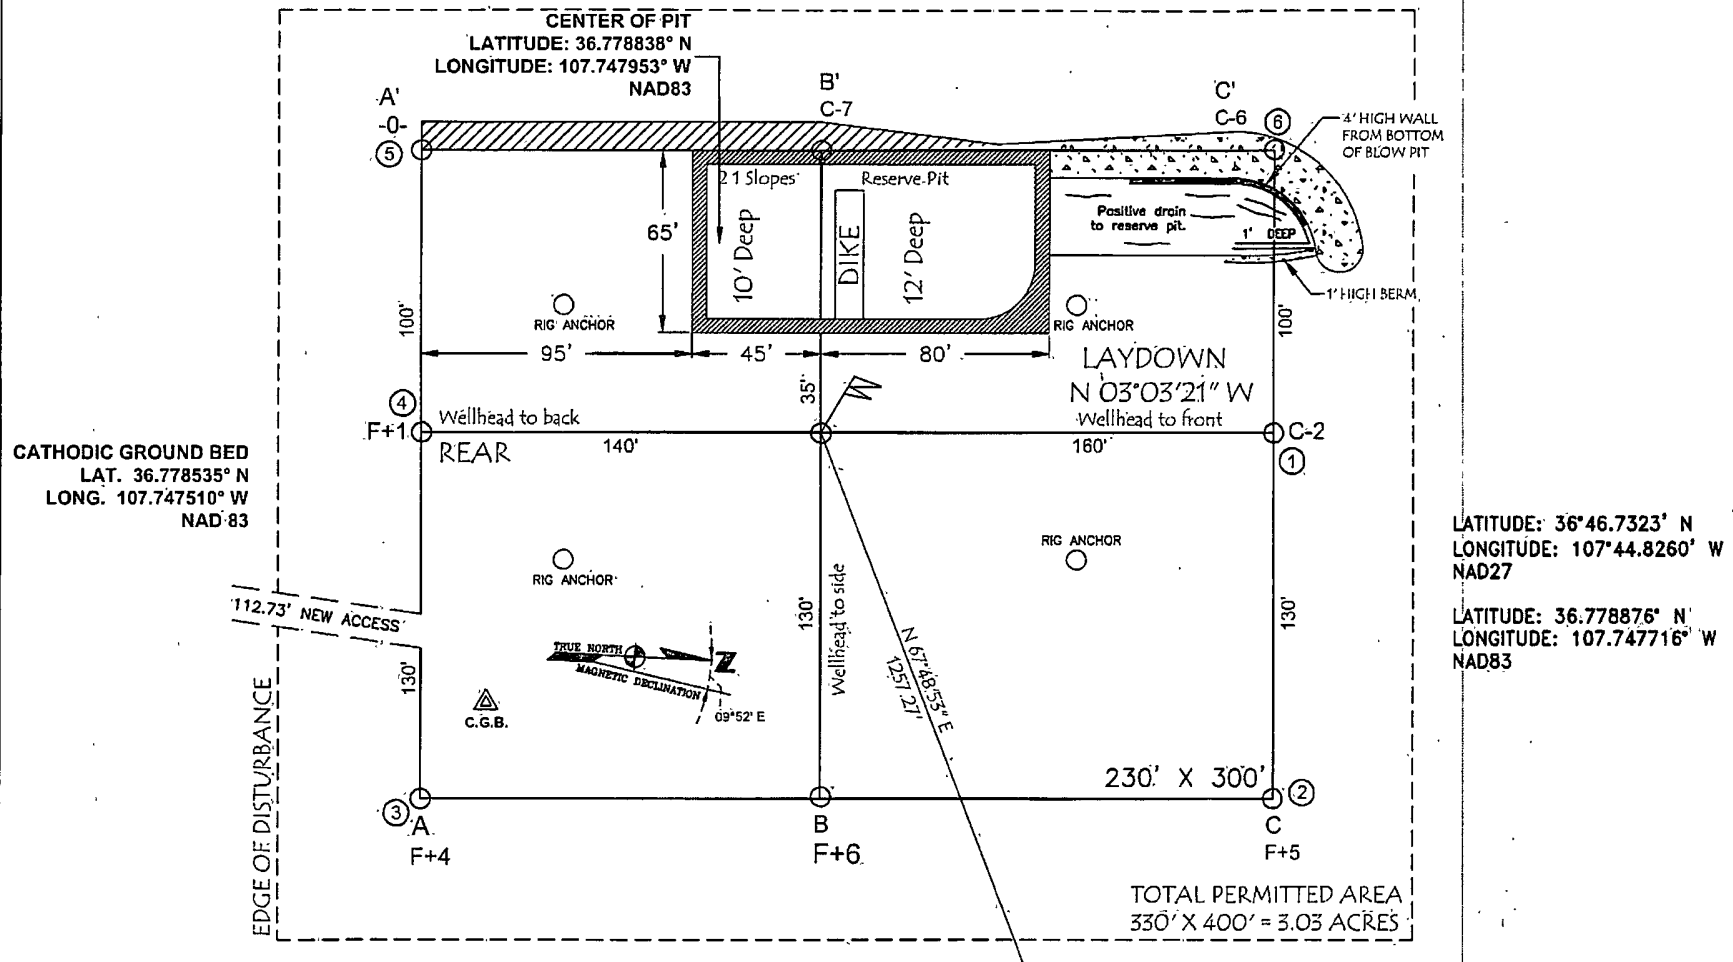 CENTER OF PIT
LATITUDE: 36.778838° N
LONGITUDE: 107.747953° W
NAD83
A'
-0-
5
B'
C-7
C'
C-6
6
4' HIGH WALL
FROM BOTTOM
OF BLOW PIT
2 1 Slopes
Reserve Pit
65'
10' Deep
DIKE
12' Deep
Positive drain
to reserve pit.
1' DEEP
1' HIGH BERM
100'
RIG ANCHOR
RIG ANCHOR
100'
95'
45'
80'
LAYDOWN
N 03°03'21" W
35'
4
F+1
Wellhead to back
Wellhead to front
REAR
140'
160'
C-2
1
CATHODIC GROUND BED
LAT. 36.778535° N
LONG. 107.747510° W
NAD 83
LATITUDE: 36°46.7323' N
LONGITUDE: 107°44.8260' W
NAD27
LATITUDE: 36.778876° N
LONGITUDE: 107.747716° W
NAD83
RIG ANCHOR
RIG ANCHOR
112.73' NEW ACCESS
130'
130'
Wellhead to side
130'
N 67°48'53" E
1257.27'
TRUE NORTH
N
MAGNETIC DECLINATION
09°52' E
C.G.B.
230' X 300'
3
A
F+4
B
F+6
2
C
F+5
EDGE OF DISTURBANCE
TOTAL PERMITTED AREA
330' X 400' = 3.03 ACRES